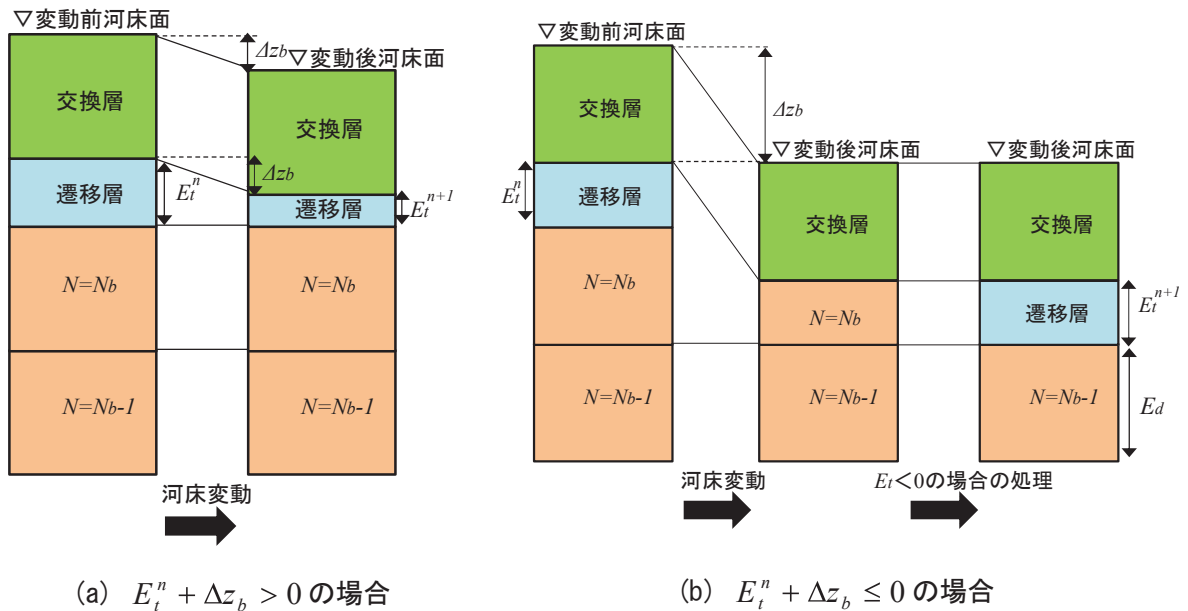 ▽変動前河床面
Δzb
▽変動後河床面
交換層
交換層
Δzb
E_t^n
遷移層
遷移層
E_t^{n+1}
N=Nb
N=Nb
N=Nb-1
N=Nb-1
河床変動
(a) E_t^n + Δz_b > 0 の場合
▽変動前河床面
Δzb
交換層
▽変動後河床面
▽変動後河床面
E_t^n
遷移層
交換層
交換層
N=Nb
N=Nb
遷移層
E_t^{n+1}
N=Nb-1
N=Nb-1
N=Nb-1
Ed
河床変動
Et<0の場合の処理
(b) E_t^n + Δz_b ≤ 0 の場合